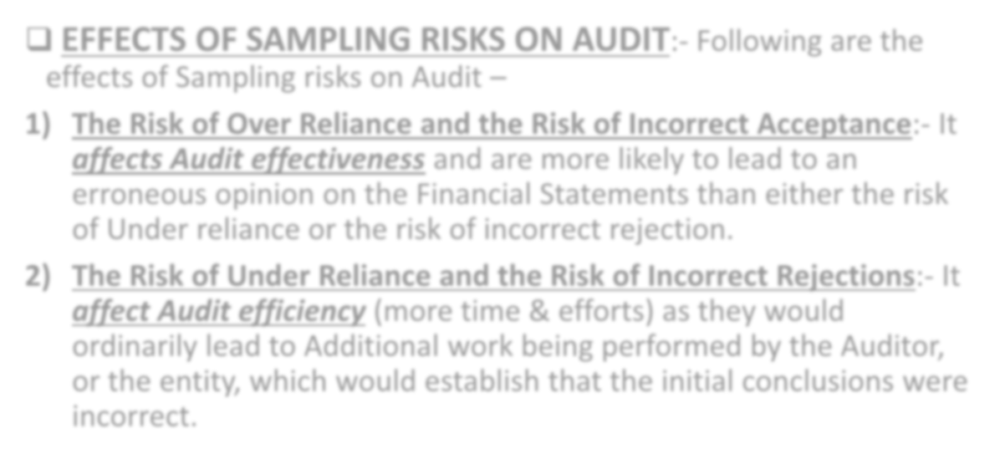 ❑ EFFECTS OF SAMPLING RISKS ON AUDIT:- Following are the
effects of Sampling risks on Audit –
1) The Risk of Over Reliance and the Risk of Incorrect Acceptance:- It
affects Audit effectiveness and are more likely to lead to an
erroneous opinion on the Financial Statements than either the risk
of Under reliance or the risk of incorrect rejection.
2) The Risk of Under Reliance and the Risk of Incorrect Rejections:- It
affect Audit efficiency (more time & efforts) as they would
ordinarily lead to Additional work being performed by the Auditor,
or the entity, which would establish that the initial conclusions were
incorrect.